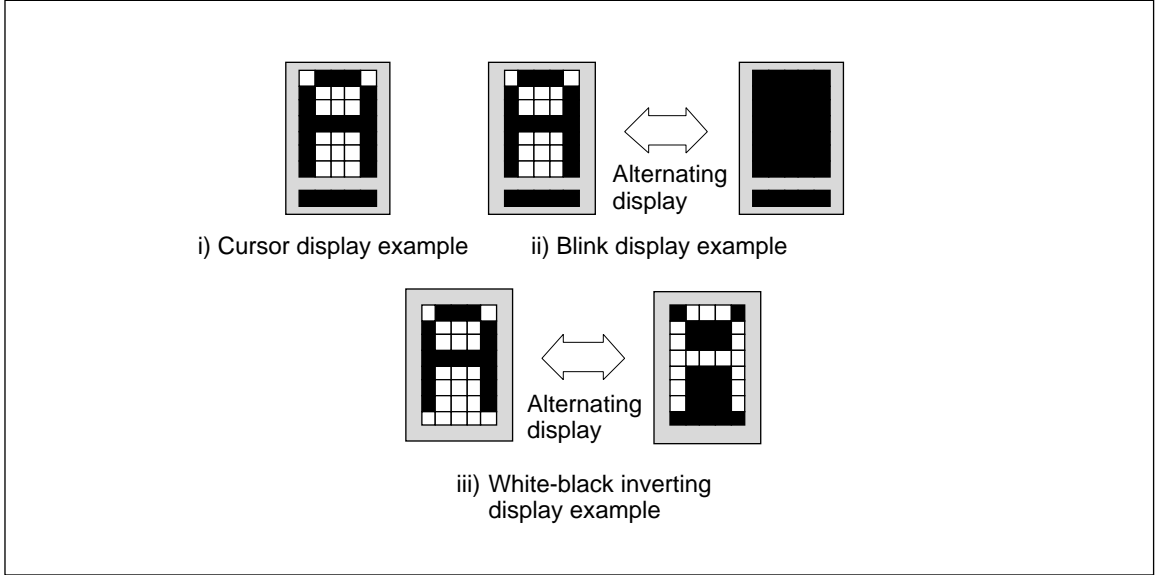 Alternating
display
i) Cursor display example
ii) Blink display example
Alternating
display
iii) White-black inverting
display example